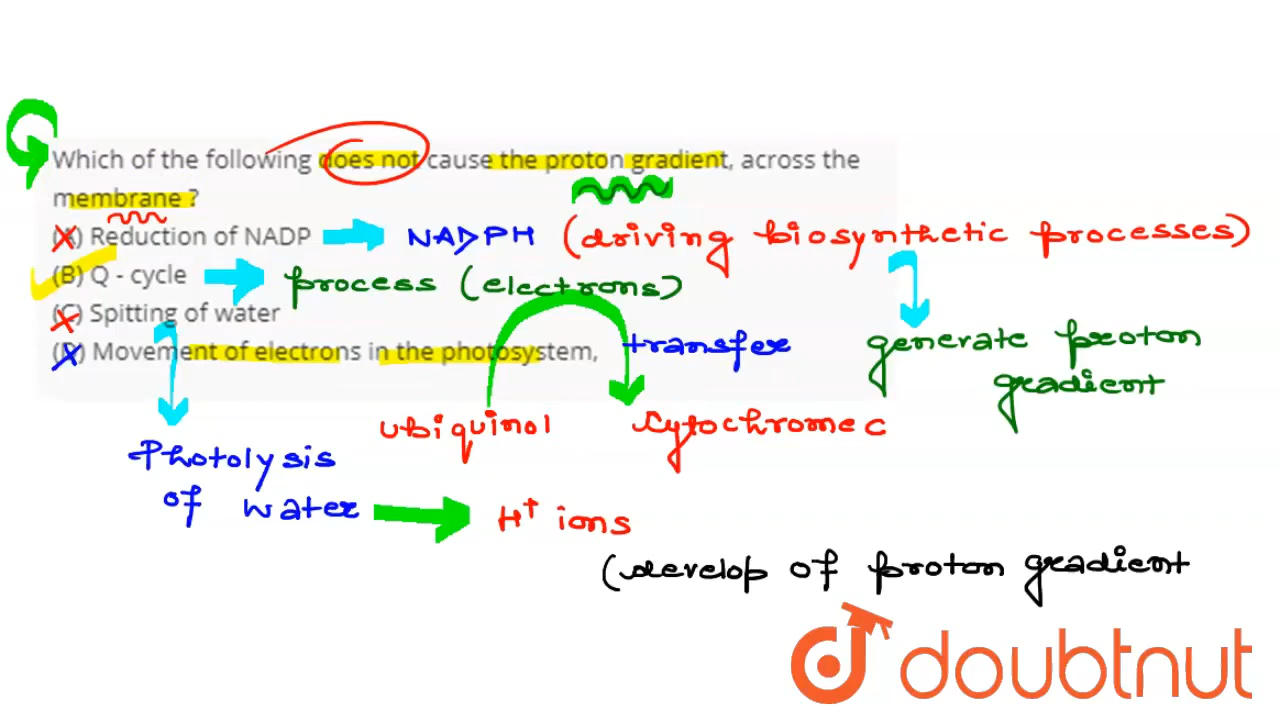 Which of the following does not cause the proton gradient, across the
membrane ?
(A) Reduction of NADP → NADPH (driving biosynthetic processes)
(B) Q - cycle → process (electrons)
(C) Spitting of water
generate proton
gradient
(D) Movement of electrons in the photosystem,
transfer
ubiquinol
Cytochromec
Photolysis
of water → H+ ions
(develop of proton gradient
doubtnut